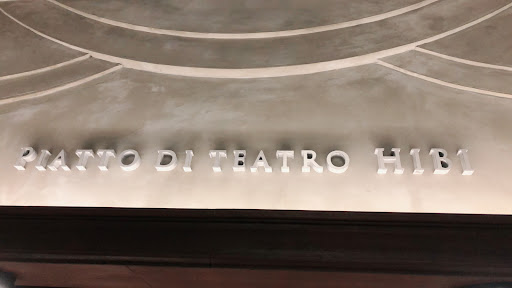 PIATTO DI TEATRO HIBI